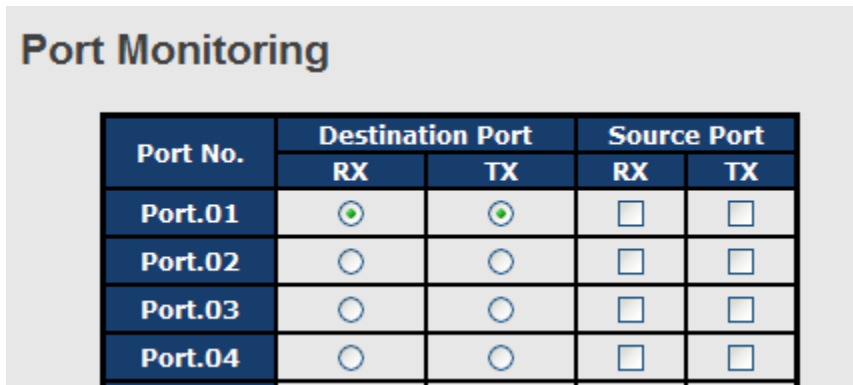 Port Monitoring
Port No. Destination Port Source Port
RX TX RX TX
Port.01
Port.02
Port.03
Port.04